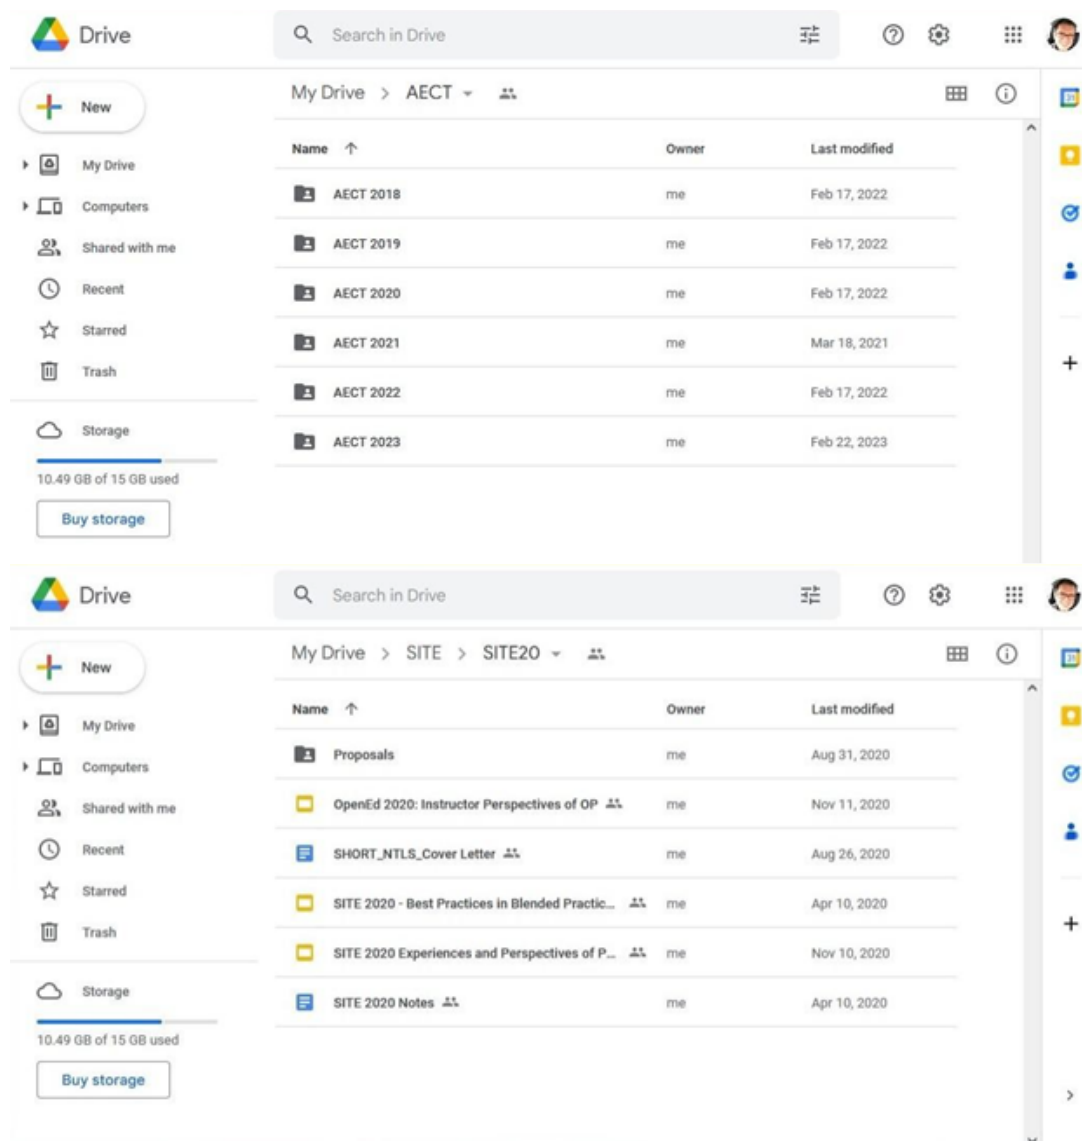 Drive
Search in Drive
New
My Drive > AECT
Name Owner Last modified
My Drive
Computers
Shared with me
Recent
Starred
Trash
Storage
10.49 GB of 15 GB used
Buy storage
AECT 2018 me Feb 17, 2022
AECT 2019 me Feb 17, 2022
AECT 2020 me Feb 17, 2022
AECT 2021 me Mar 18, 2021
AECT 2022 me Feb 17, 2022
AECT 2023 me Feb 22, 2023
31
Drive
Search in Drive
New
My Drive > SITE > SITE20
Name Owner Last modified
My Drive
Computers
Shared with me
Recent
Starred
Trash
Storage
10.49 GB of 15 GB used
Buy storage
Proposals me Aug 31, 2020
OpenEd 2020: Instructor Perspectives of OP me Nov 11, 2020
SHORT_NTLS_Cover Letter me Aug 26, 2020
SITE 2020 - Best Practices in Blended Practic... me Apr 10, 2020
SITE 2020 Experiences and Perspectives of P... me Nov 10, 2020
SITE 2020 Notes me Apr 10, 2020
31